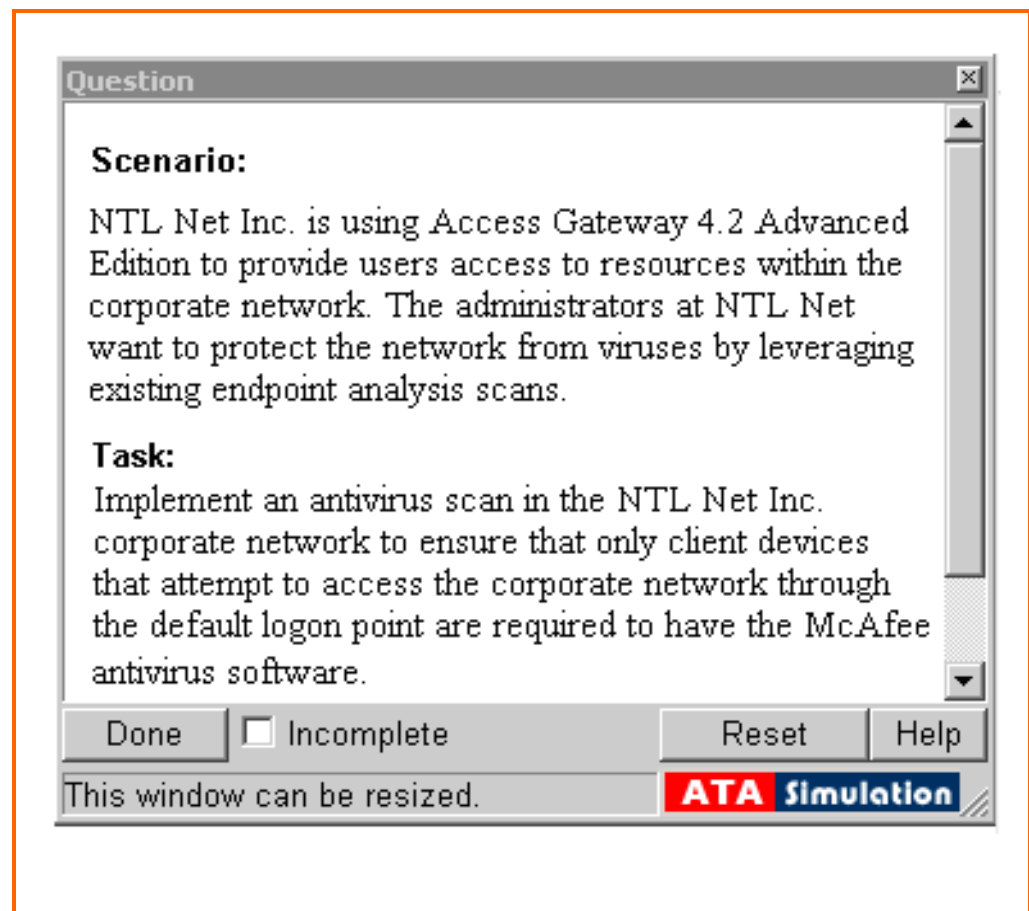 Question
Scenario:
NTL Net Inc. is using Access Gateway 4.2 Advanced
Edition to provide users access to resources within the
corporate network. The administrators at NTL Net
want to protect the network from viruses by leveraging
existing endpoint analysis scans.
Task:
Implement an antivirus scan in the NTL Net Inc.
corporate network to ensure that only client devices
that attempt to access the corporate network through
the default logon point are required to have the McAfee
antivirus software.
Done Incomplete Reset Help
This window can be resized. ATA Simulation